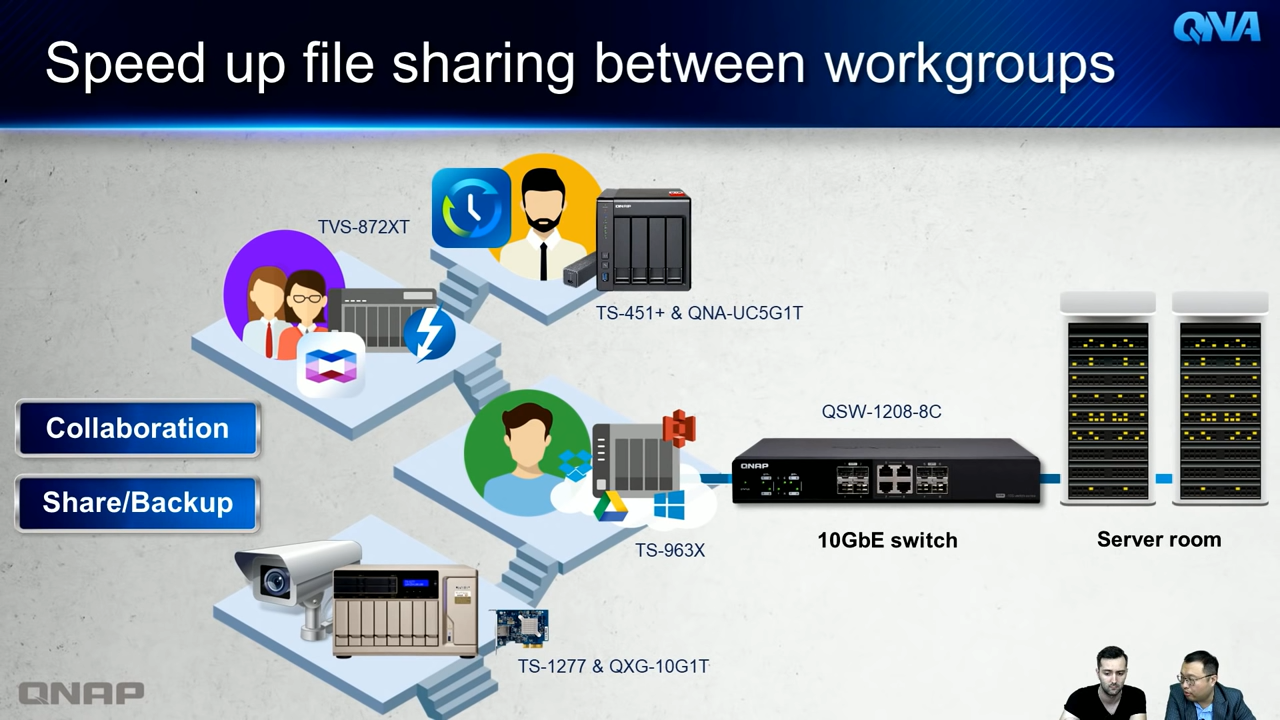 QNA
Speed up file sharing between workgroups
TVS-872XT
QNAP
TS-451+ & QNA-UC5G1T
Collaboration
Share/Backup
QSW-1208-8C
QNAP
10GbE switch
Server room
TS-963X
TS-1277 & QXG-10G1T
QNAP